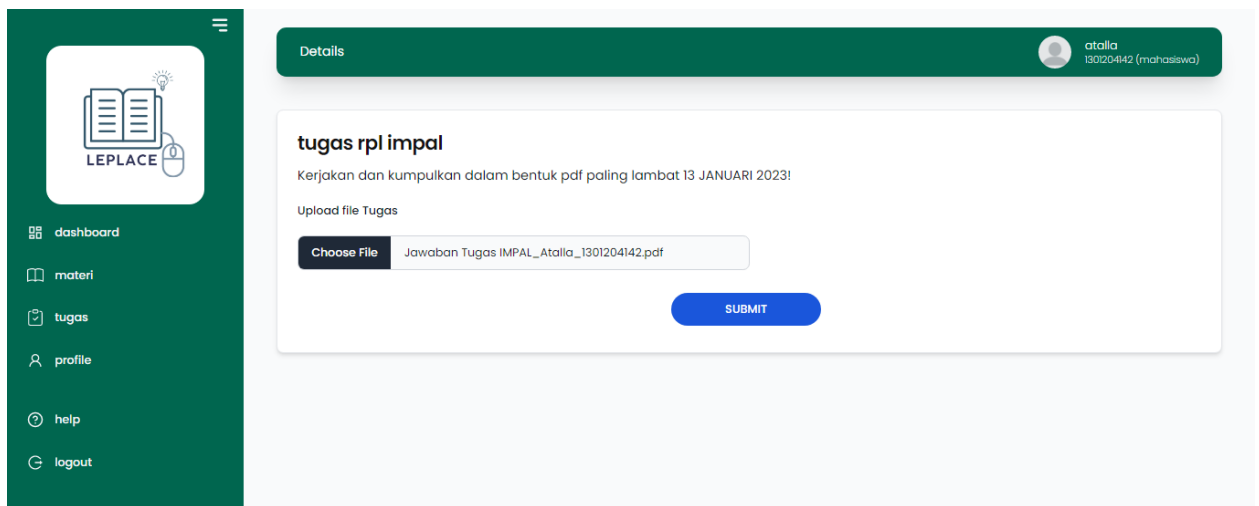 LEPLACE
dashboard
materi
tugas
profile
help
logout
Details
atalla
1301204142 (mahasiswa)
tugas rpl impal
Kerjakan dan kumpulkan dalam bentuk pdf paling lambat 13 JANUARI 2023!
Upload file Tugas
Choose File Jawaban Tugas IMPAL_Atalla_1301204142.pdf
SUBMIT